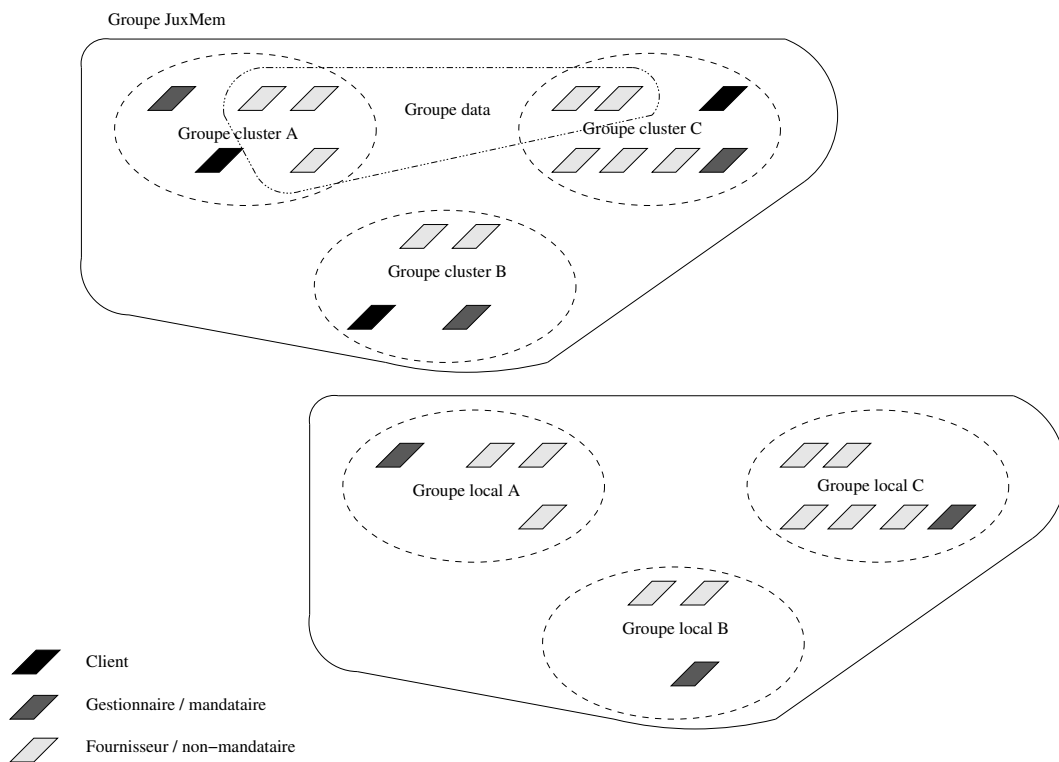 Groupe JuxMem
Groupe data
Groupe cluster A
Groupe cluster C
Groupe cluster B
Groupe local A
Groupe local C
Groupe local B
Client
Gestionnaire / mandataire
Fournisseur / non−mandataire